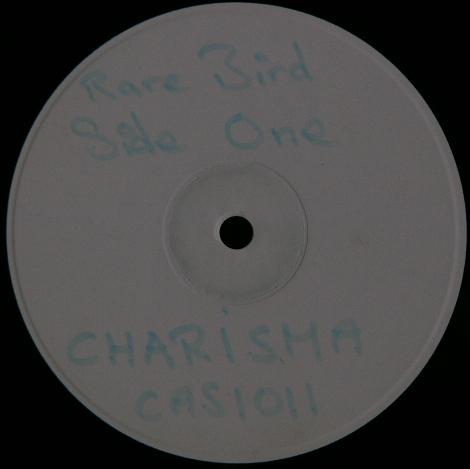 Rare Bird
Side One
CHARiSMA
CAS1011